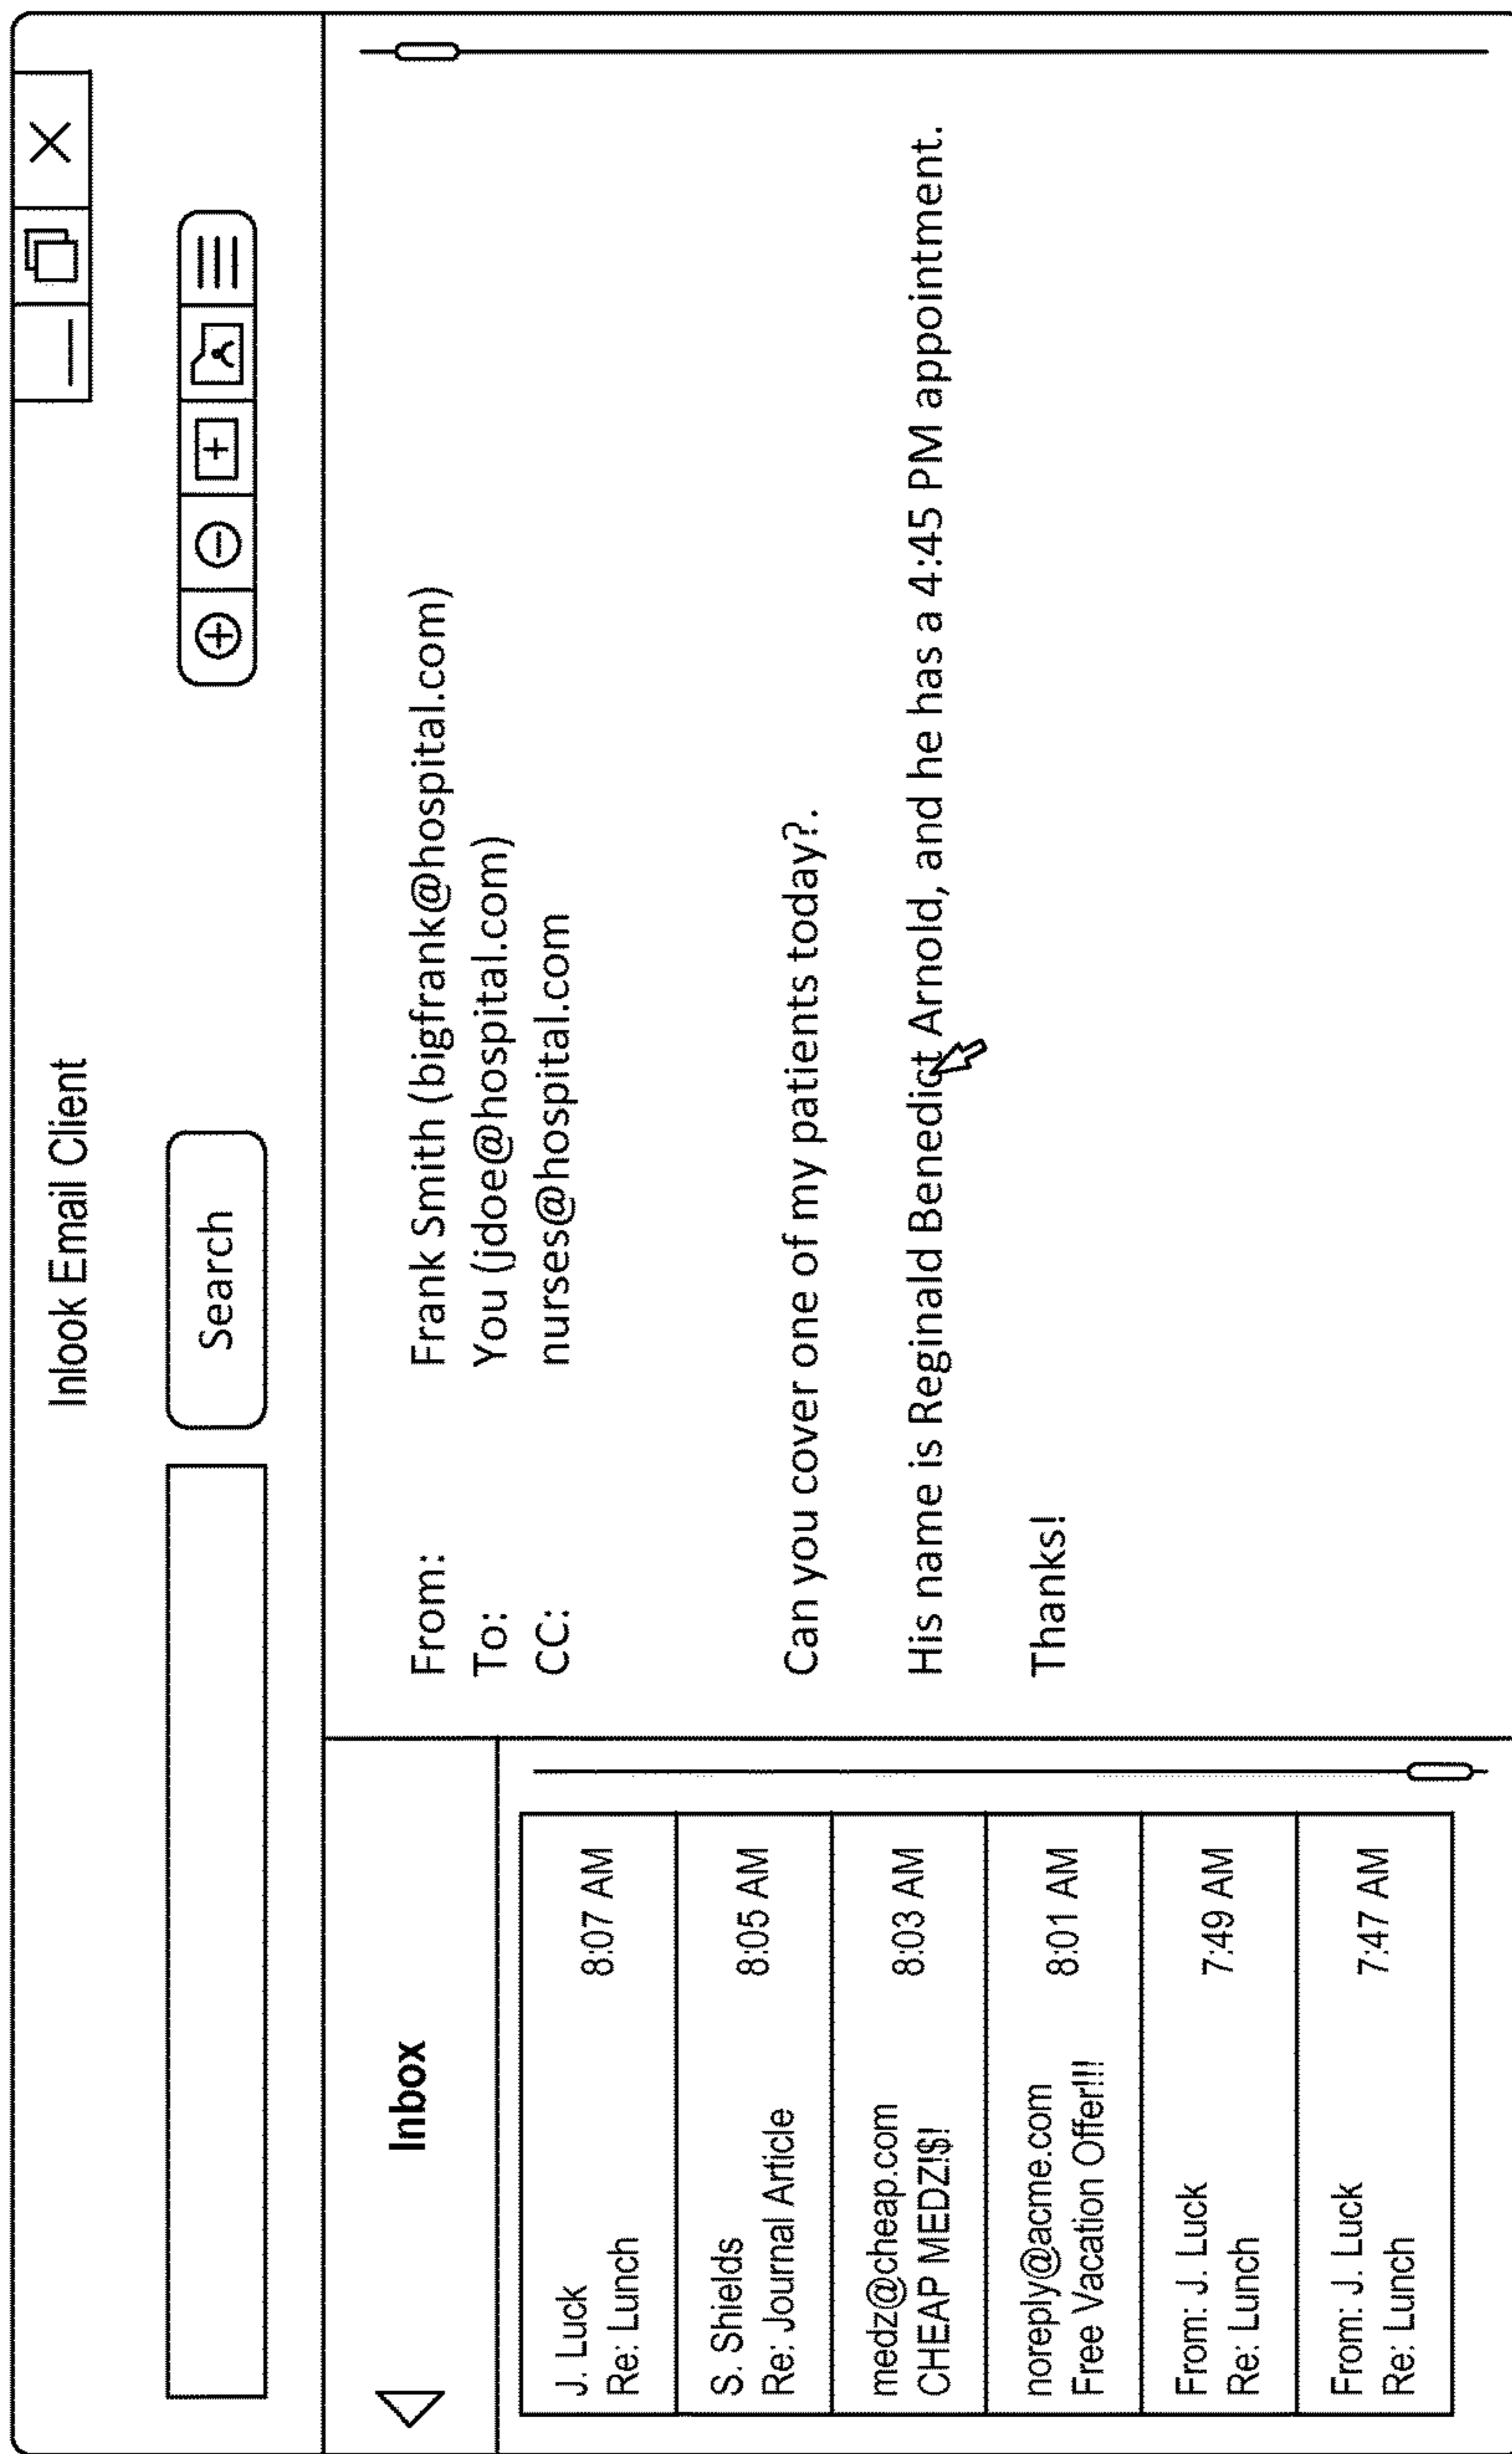 Inlook Email Client
Search
Inbox
J. Luck 8:07 AM
Re: Lunch
S. Shields 8:05 AM
Re: Journal Article
medz@cheap.com 8:03 AM
CHEAP MEDZ!$!
noreply@acme.com 8:01 AM
Free Vacation Offer!!!
From: J. Luck 7:49 AM
Re: Lunch
From: J. Luck 7:47 AM
Re: Lunch
From: Frank Smith (bigfrank@hospital.com)
To: You (jdoe@hospital.com)
CC: nurses@hospital.com
Can you cover one of my patients today?.
His name is Reginald Benedict Arnold, and he has a 4:45 PM appointment.
Thanks!